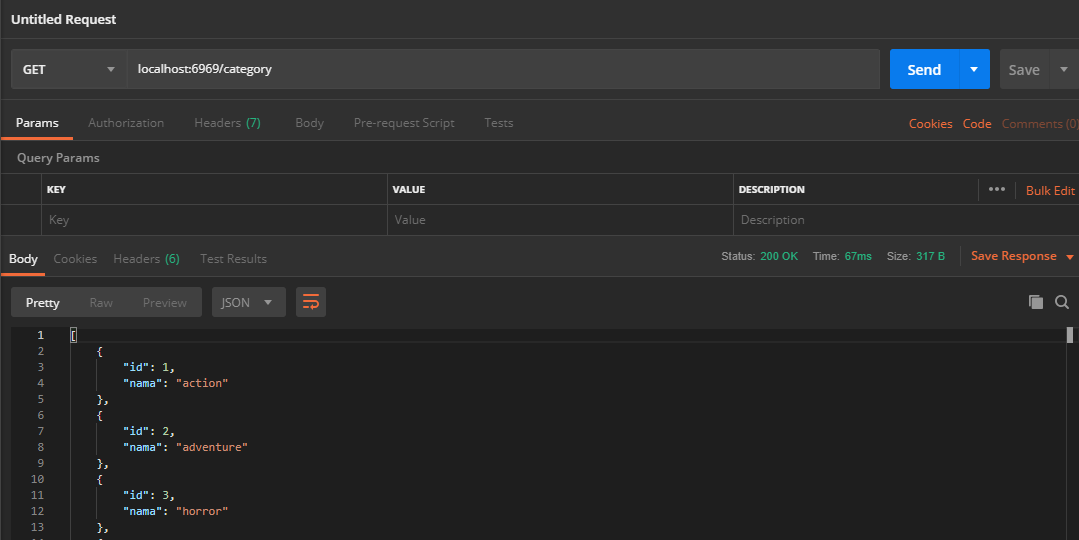 Untitled Request
GET localhost:6969/category Send Save
Params Authorization Headers (7) Body Pre-request Script Tests Cookies Code Comments (0)
Query Params
KEY VALUE DESCRIPTION ••• Bulk Edit
Key Value Description
Body Cookies Headers (6) Test Results Status: 200 OK Time: 67ms Size: 317 B Save Response
Pretty Raw Preview JSON
1 [
2 {
3 "id": 1,
4 "nama": "action"
5 },
6 {
7 "id": 2,
8 "nama": "adventure"
9 },
10 {
11 "id": 3,
12 "nama": "horror"
13 },